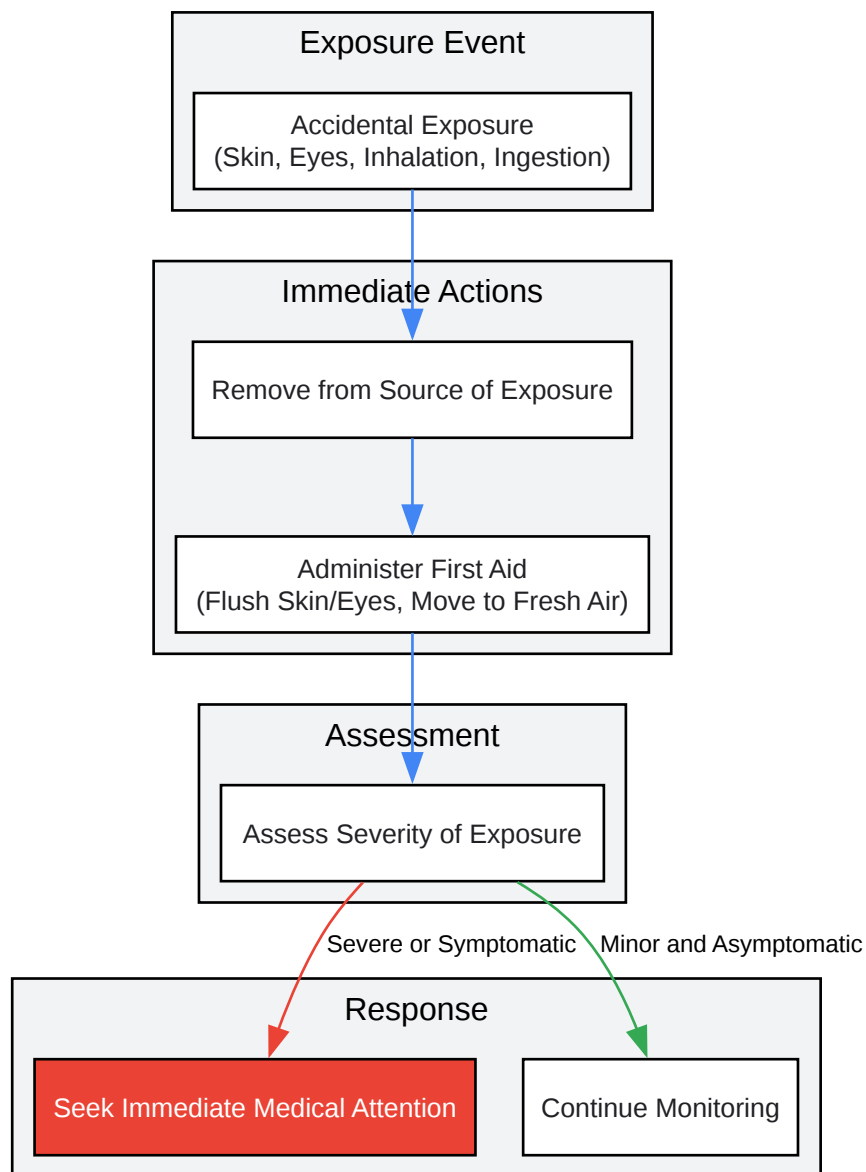 Exposure Event
Accidental Exposure
(Skin, Eyes, Inhalation, Ingestion)
Immediate Actions
Remove from Source of Exposure
Administer First Aid
(Flush Skin/Eyes, Move to Fresh Air)
Assessment
Assess Severity of Exposure
Severe or Symptomatic
Minor and Asymptomatic
Response
Seek Immediate Medical Attention
Continue Monitoring